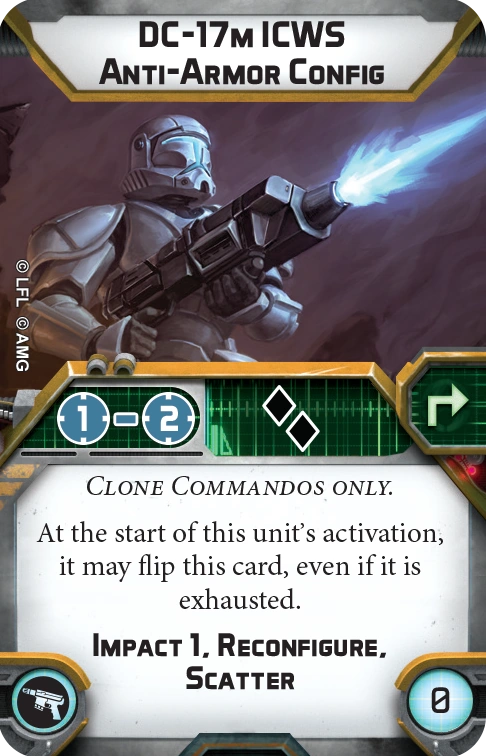 DC-17M ICWS
ANTI-ARMOR CONFIG
© LFL © AMG
1-2
CLONE COMMANDOS ONLY.
At the start of this unit's activation,
it may flip this card, even if it is
exhausted.
IMPACT 1, RECONFIGURE,
SCATTER
0